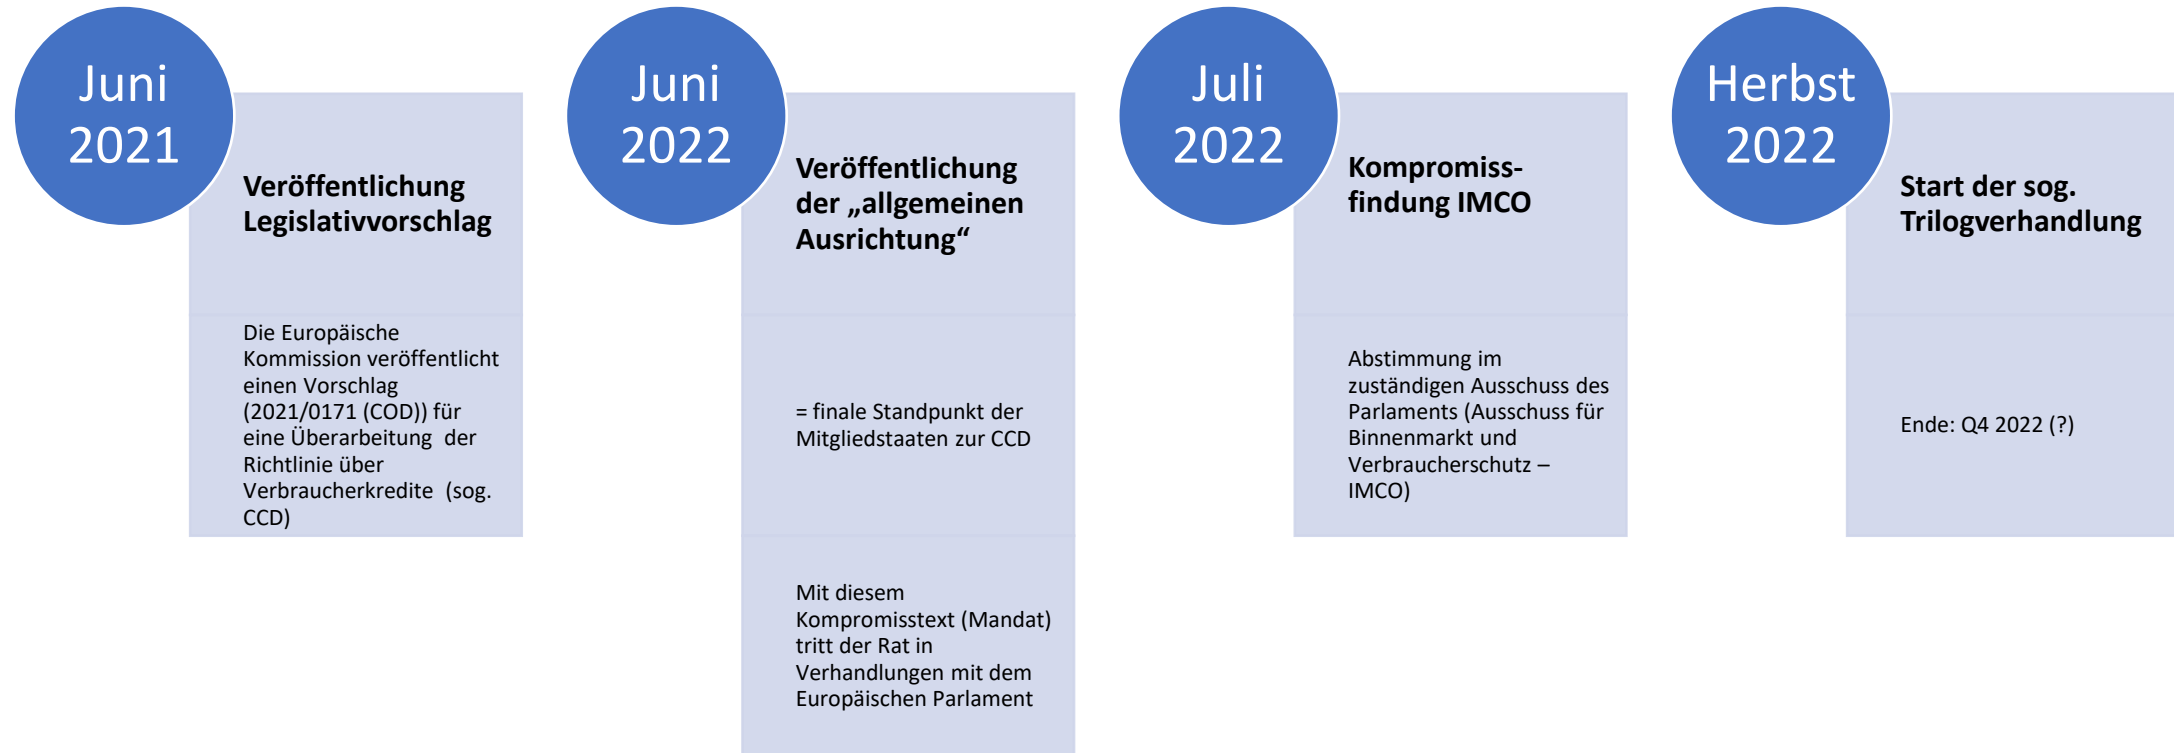 Juni
2021
Veröffentlichung
Legislativvorschlag
Die Europäische
Kommission veröffentlicht
einen Vorschlag
(2021/0171 (COD)) für
eine Überarbeitung  der
Richtlinie über
Verbraucherkredite  (sog.
CCD)
Juni
2022
Veröffentlichung
der „allgemeinen
Ausrichtung“
= finale Standpunkt der
Mitgliedstaaten zur CCD
Mit diesem
Kompromisstext (Mandat)
tritt der Rat in
Verhandlungen mit dem
Europäischen Parlament
Juli
2022
Kompromiss-
findung IMCO
Abstimmung im
zuständigen Ausschuss des
Parlaments (Ausschuss für
Binnenmarkt und
Verbraucherschutz –
IMCO)
Herbst
2022
Start der sog.
Trilogverhandlung
Ende: Q4 2022 (?)